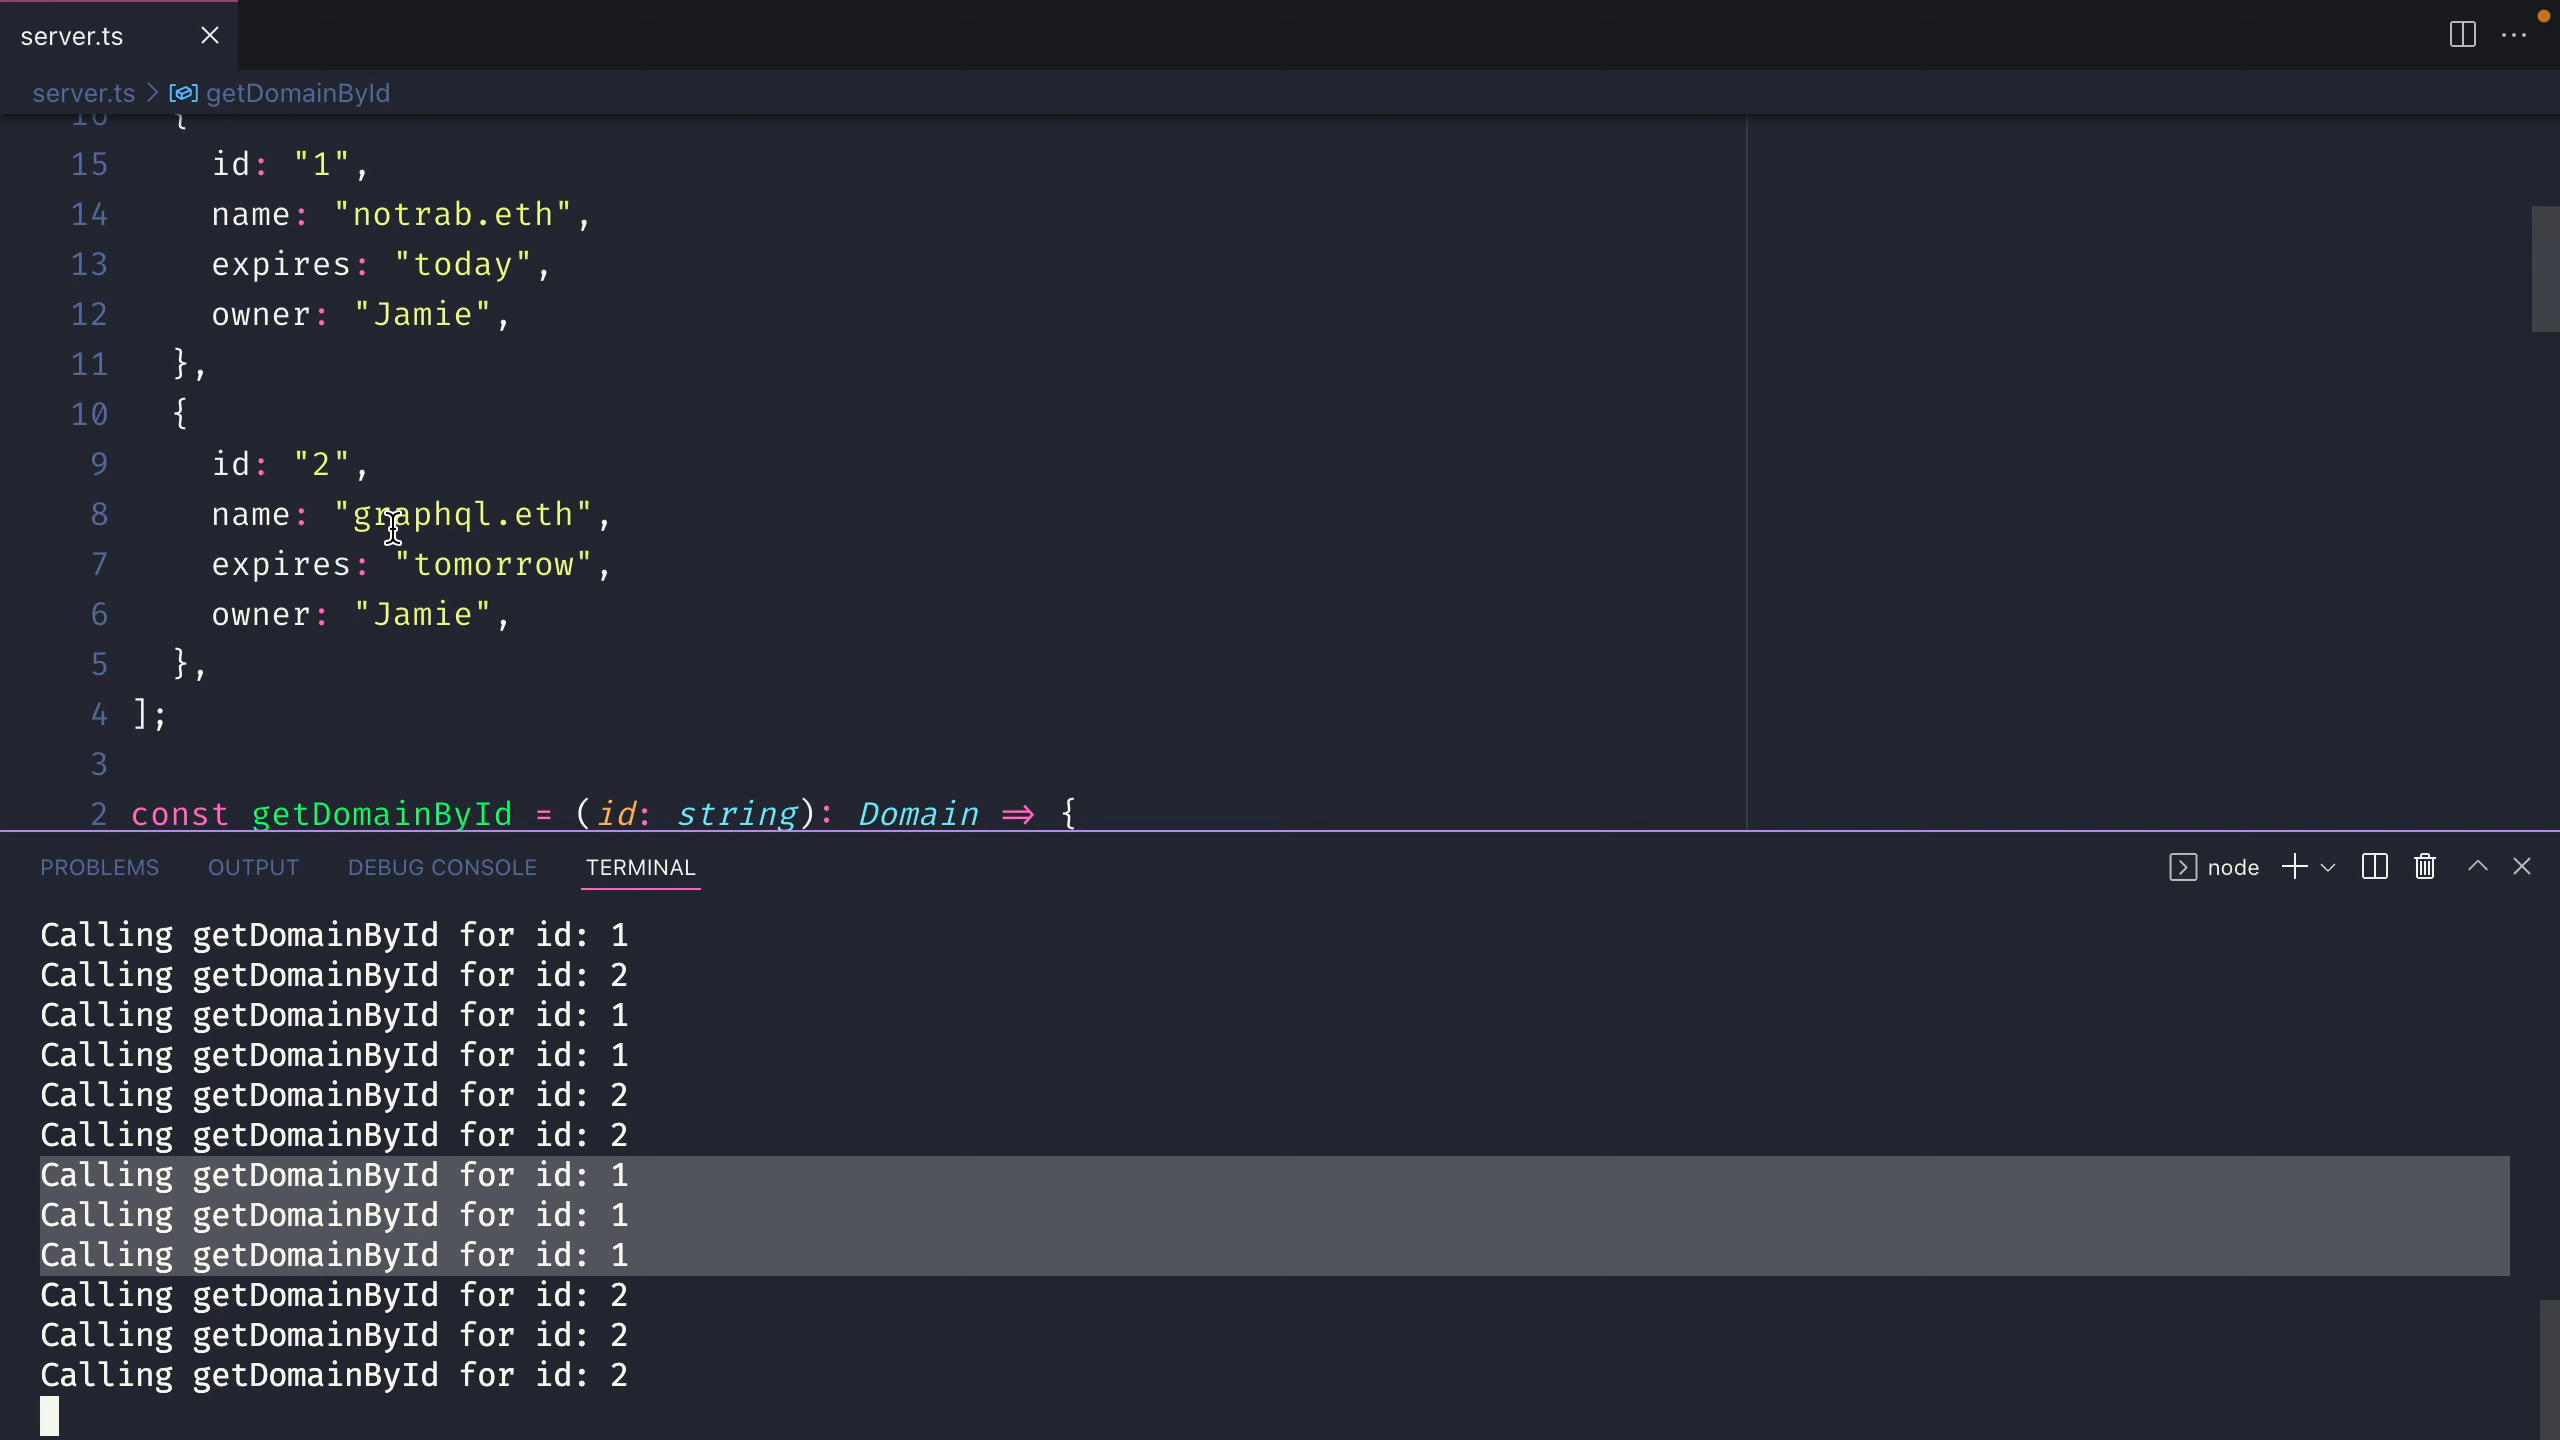 server.ts
server.ts > getDomainById
16 {
15 id: "1",
14 name: "notrab.eth",
13 expires: "today",
12 owner: "Jamie",
11 },
10 {
9 id: "2",
8 name: "graphql.eth",
7 expires: "tomorrow",
6 owner: "Jamie",
5 },
4 ];
3
2 const getDomainById = (id: string): Domain ⇒ {
PROBLEMS OUTPUT DEBUG CONSOLE TERMINAL node
Calling getDomainById for id: 1
Calling getDomainById for id: 2
Calling getDomainById for id: 1
Calling getDomainById for id: 1
Calling getDomainById for id: 2
Calling getDomainById for id: 2
Calling getDomainById for id: 1
Calling getDomainById for id: 1
Calling getDomainById for id: 1
Calling getDomainById for id: 2
Calling getDomainById for id: 2
Calling getDomainById for id: 2